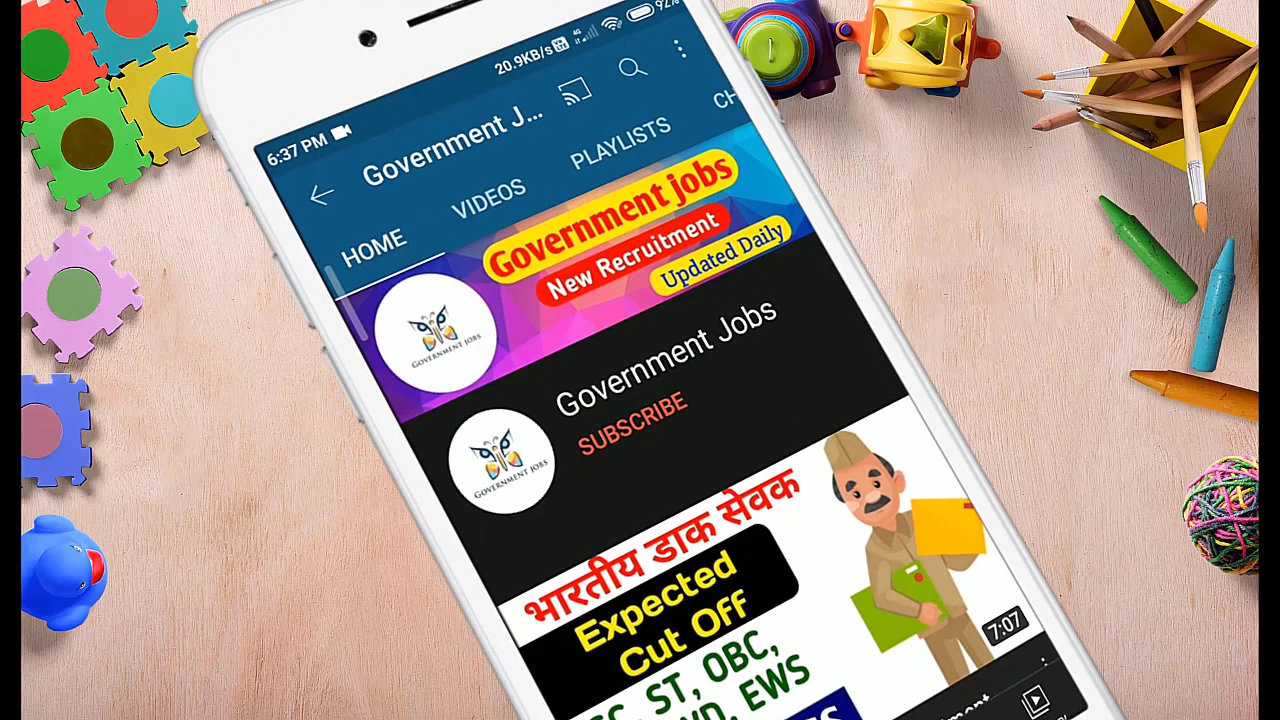 20.9KB/s 4G 92%
6:37 PM
Government J...
HOME VIDEOS PLAYLISTS CH
Government jobs
New Recruitment
Updated Daily
GOVERNMENT JOBS
Government Jobs
SUBSCRIBE
GOVERNMENT JOBS
भारतीय डाक सेवक
Expected
Cut Off
ST, OBC,
EWS
7:07